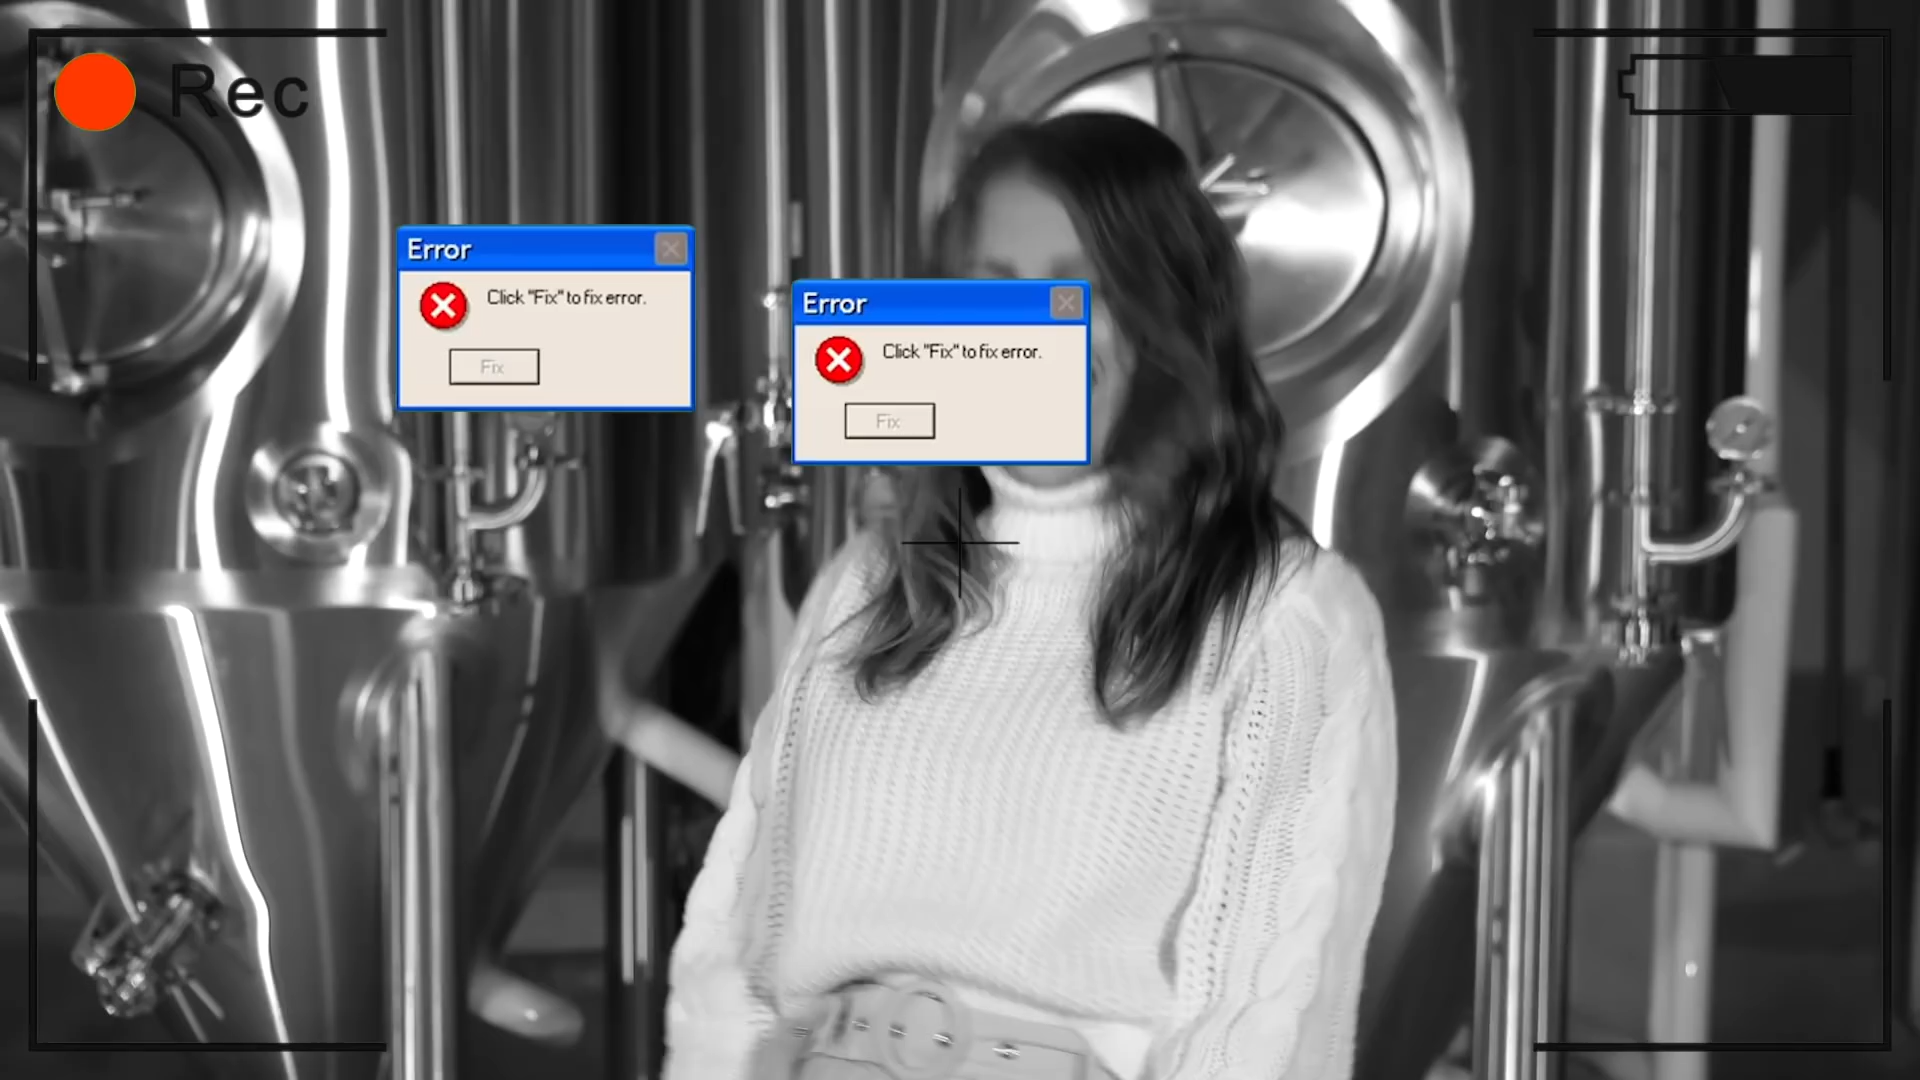 Rec
Error
Click "Fix" to fix error.
Fix
Error
Click "Fix" to fix error.
Fix